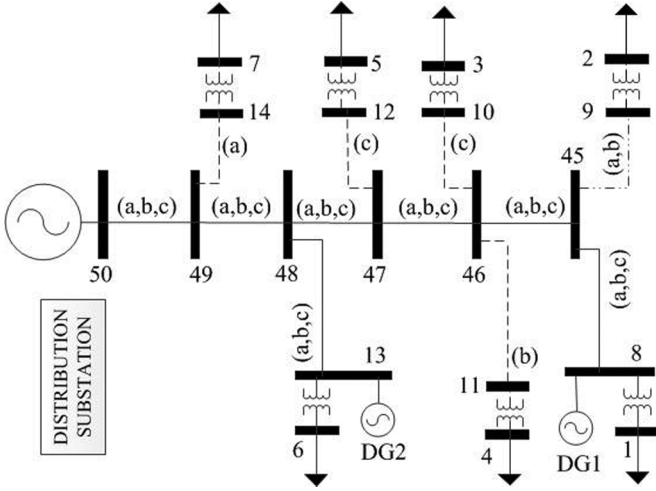 7
5
3
2
14
12
10
9
(a)
(c)
(c)
(a,b)
45
(a,b,c)
(a,b,c)
(a,b,c)
(a,b,c)
(a,b,c)
50
49
48
47
46
(a,b,c)
(a,b,c)
DISTRIBUTION
SUBSTATION
13
(b)
8
11
6
DG2
4
DG1
1